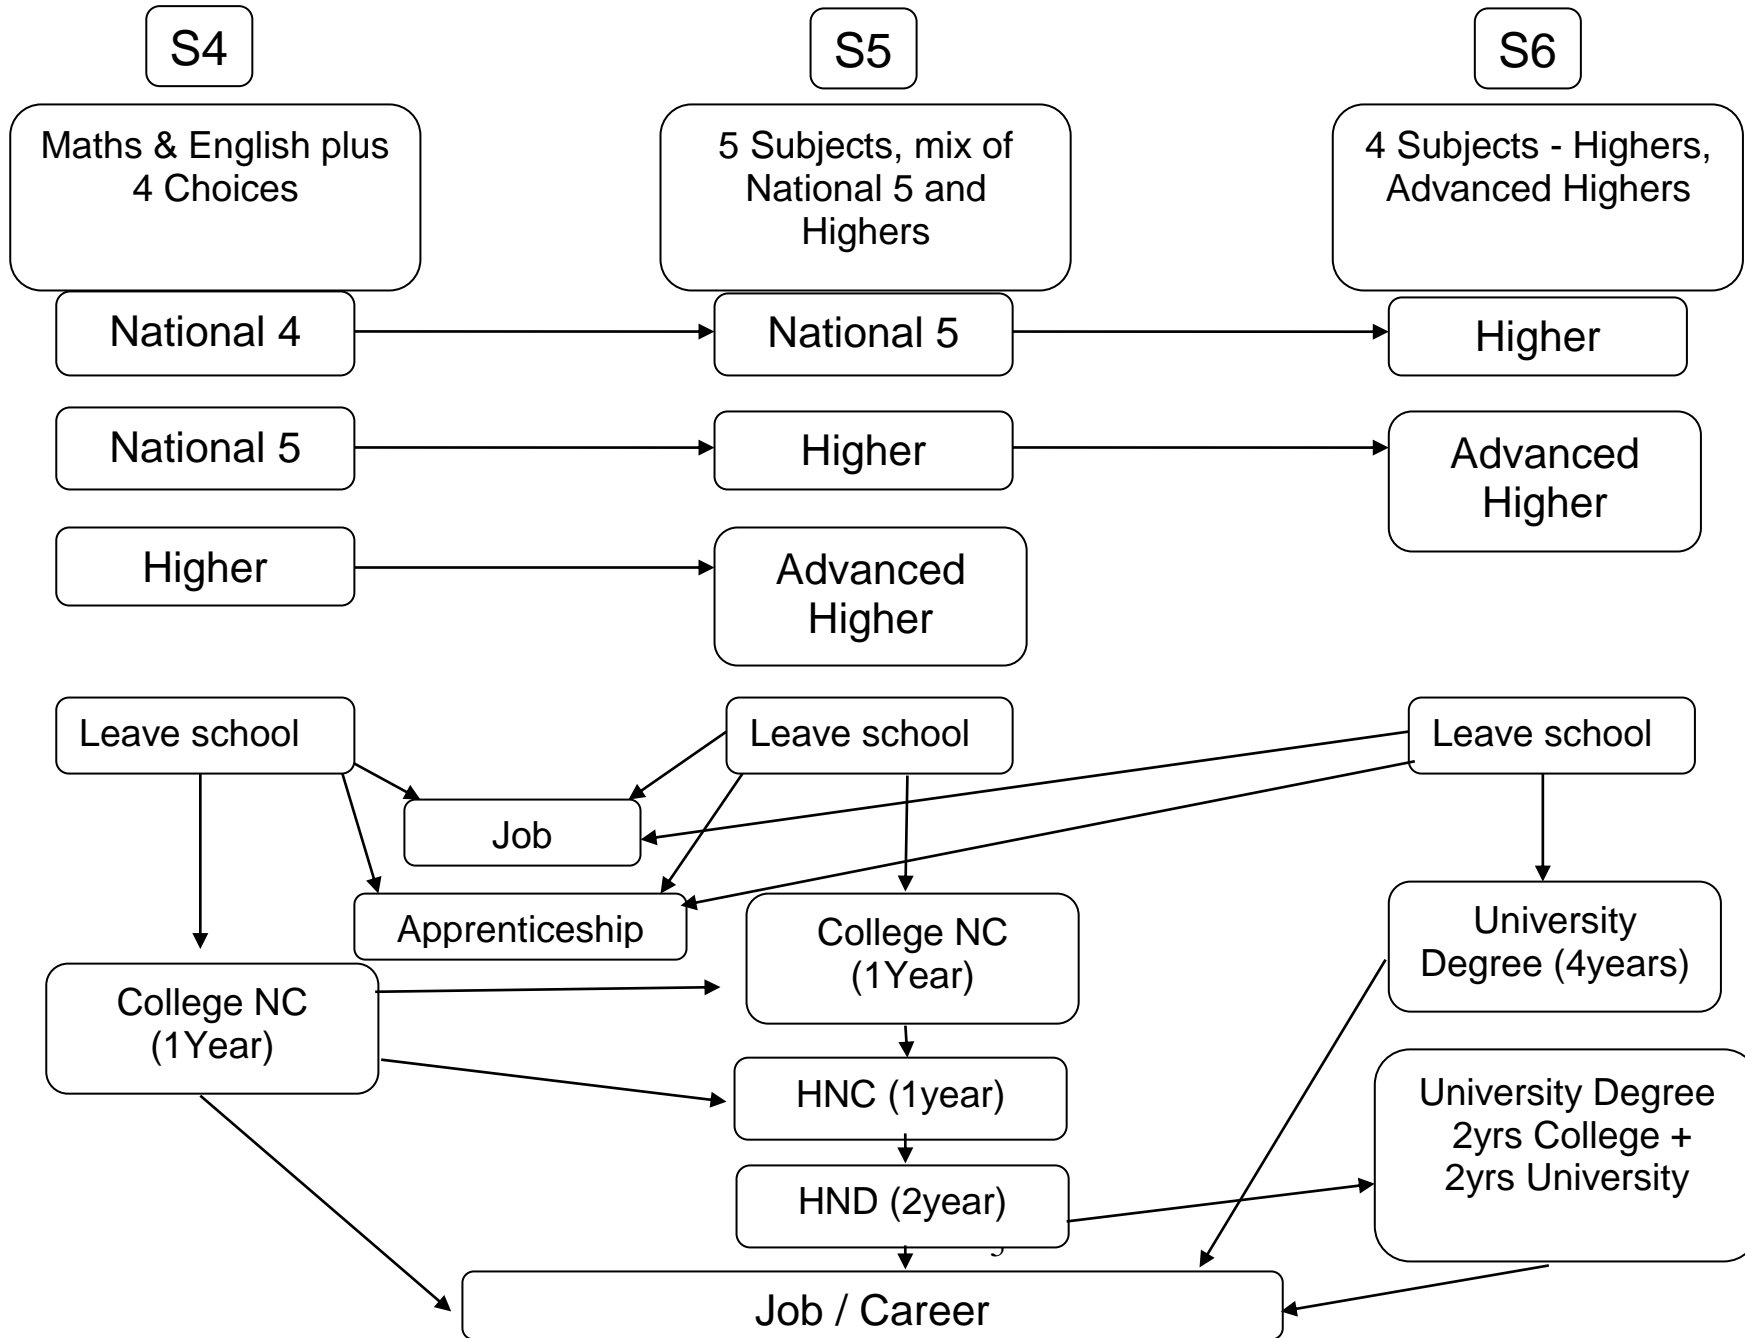 S4
S5
S6
Maths & English plus
4 Choices
5 Subjects, mix of
National 5 and
Highers
4 Subjects - Highers,
Advanced Highers
National 4
National 5
Higher
National 5
Higher
Advanced
Higher
Higher
Advanced
Higher
Leave school
Leave school
Leave school
Job
Apprenticeship
College NC
(1Year)
University
Degree (4years)
College NC
(1Year)
HNC (1year)
University Degree
2yrs College +
2yrs University
HND (2year)
Job / Career